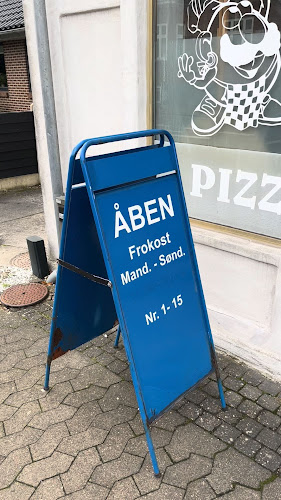 ÅBEN
Frokost
Mand. - Sønd.
Nr. 1- 15
PIZZ